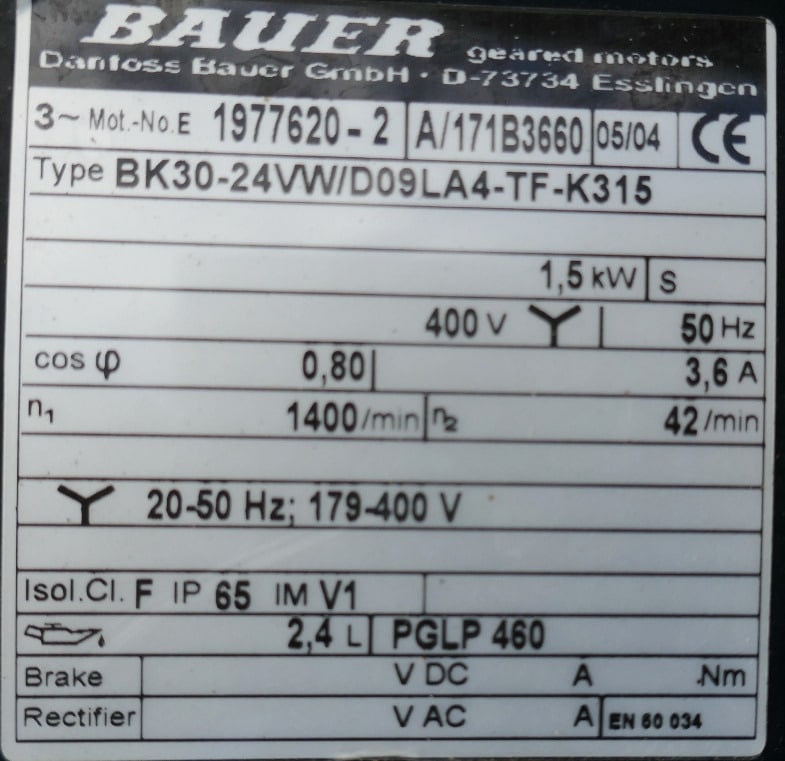 BAUER geared motors
Danfoss Bauer GmbH · D-73734 Esslingen
3~ Mot.-No.E 1977620-2 A/171B3660 05/04 CE
Type BK30-24VW/D09LA4-TF-K315
1,5 kW S
400 V 50 Hz
cos φ 0,80 3,6 A
n₁ 1400/min n₂ 42/min
20-50 Hz; 179-400 V
Isol.Cl. F IP 65 IM V1
2,4 L PGLP 460
Brake V DC A Nm
Rectifier V AC A EN 60 034